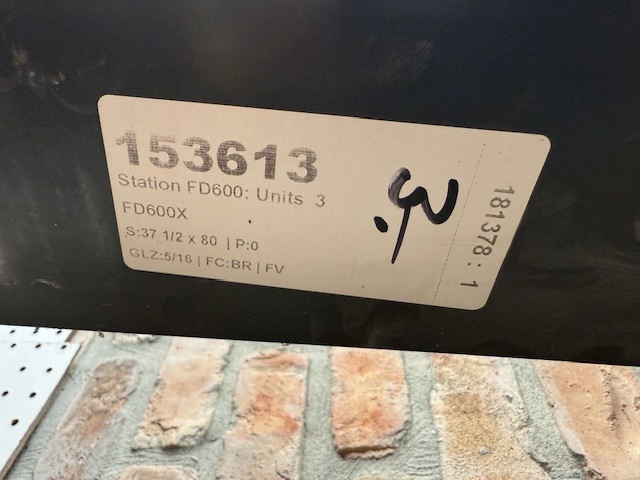 153613
Station FD600: Units 3
FD600X
S:37 1/2 x 80 | P:0
GLZ:5/16 | FC:BR | FV
181378 : 1